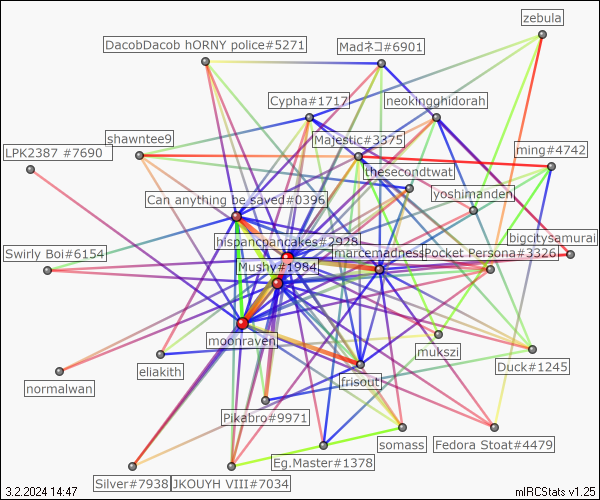 zebula
DacobDacob hORNY police#5271
Madネコ#6901
Cypha#1717
neokingghidorah
shawntee9
Majestic#3375
LPK2387 #7690
ming#4742
thesecondtwat
yoshimanden
Can anything be saved#0396
bigcitysamurai
hispancpancakes#2928
Swirly Boi#6154
marcemadness
Pocket Persona#3326
Mushy#1984
moonraven
mukszi
eliakith
Duck#1245
frisout
normalwan
Pikabro#9971
somass
Fedora Stoat#4479
Eg.Master#1378
Silver#7938
JKOUYH VIII#7034
3.2.2024 14:47
mIRCStats v1.25